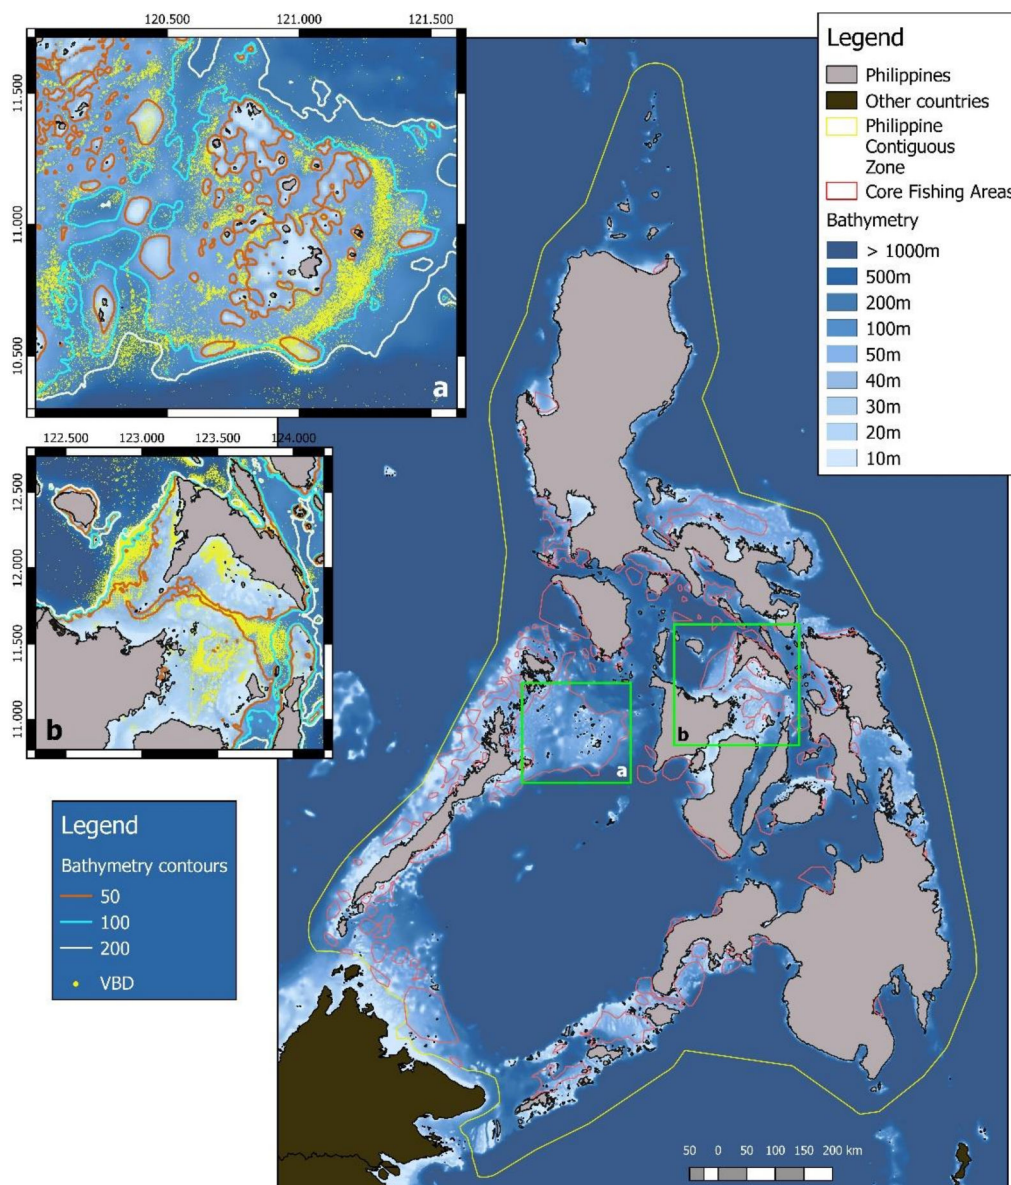 120.500 121.000 121.500
11.500
11.000
10.500
a
122.500 123.000 123.500 124.000
12.500
12.000
11.500
11.000
b
Legend
Bathymetry contours
50
100
200
VBD
Legend
Philippines
Other countries
Philippine
Contiguous
Zone
Core Fishing Areas
Bathymetry
> 1000m
500m
200m
100m
50m
40m
30m
20m
10m
a
b
50 0 50 100 150 200 km